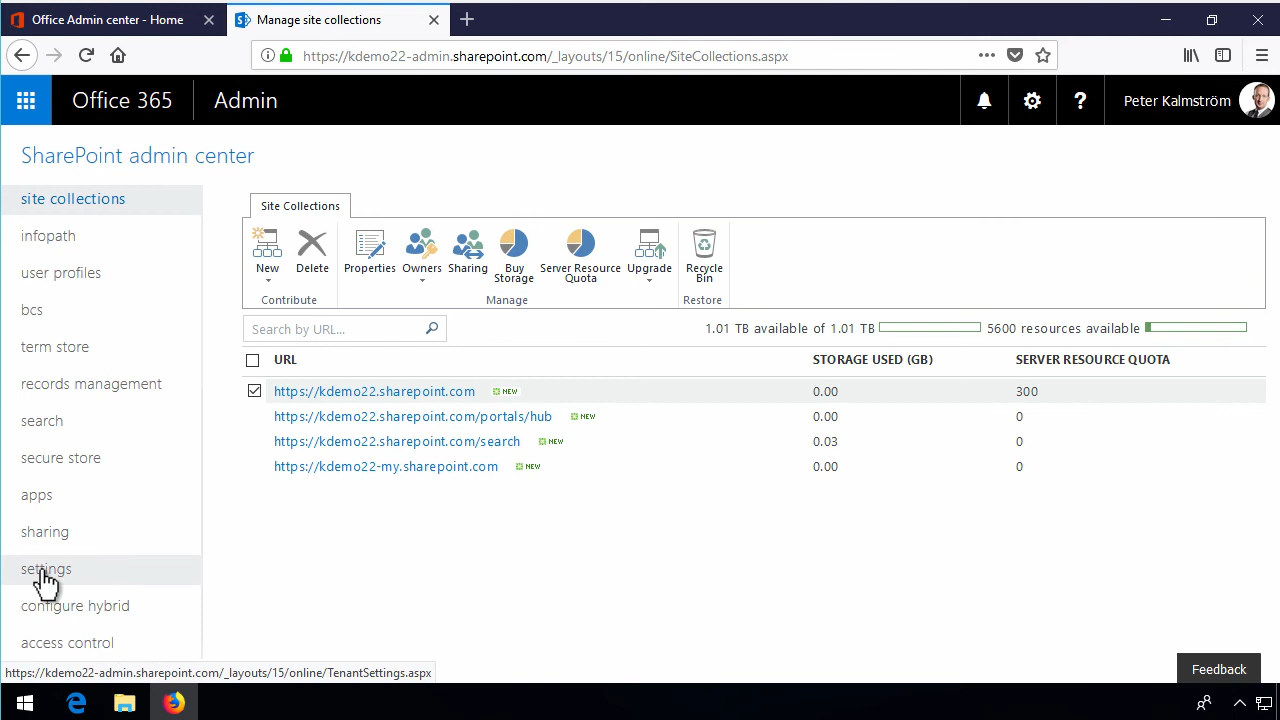 Office Admin center - Home
Manage site collections
https://kdemo22-admin.sharepoint.com/_layouts/15/online/SiteCollections.aspx
Office 365
Admin
Peter Kalmström
SharePoint admin center
site collections
infopath
user profiles
bcs
term store
records management
search
secure store
apps
sharing
settings
configure hybrid
access control
Site Collections
New
Delete
Properties
Owners
Sharing
Buy Storage
Server Resource Quota
Upgrade
Recycle Bin
Contribute
Manage
Restore
Search by URL...
1.01 TB available of 1.01 TB
5600 resources available
URL STORAGE USED (GB) SERVER RESOURCE QUOTA
https://kdemo22.sharepoint.com NEW 0.00 300
https://kdemo22.sharepoint.com/portals/hub NEW 0.00 0
https://kdemo22.sharepoint.com/search NEW 0.03 0
https://kdemo22-my.sharepoint.com NEW 0.00 0
https://kdemo22-admin.sharepoint.com/_layouts/15/online/TenantSettings.aspx
Feedback